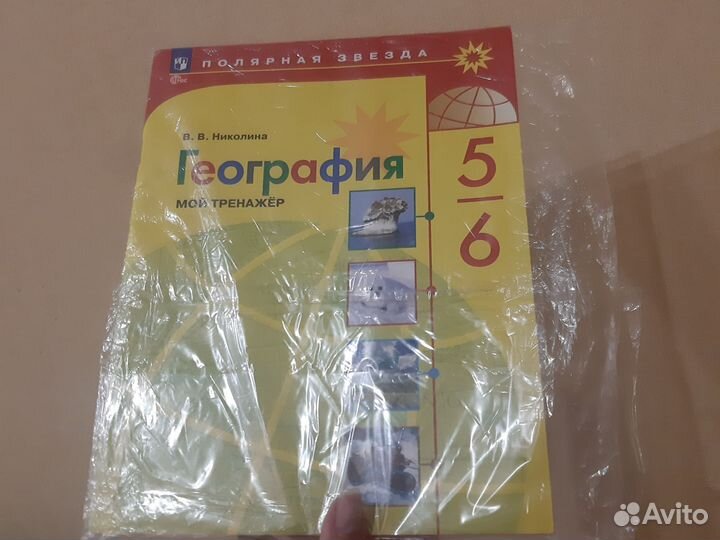 ПОЛЯРНАЯ ЗВЕЗДА
В. В. Николина
География
МОЙ ТРЕНАЖЁР
5
6
Avito